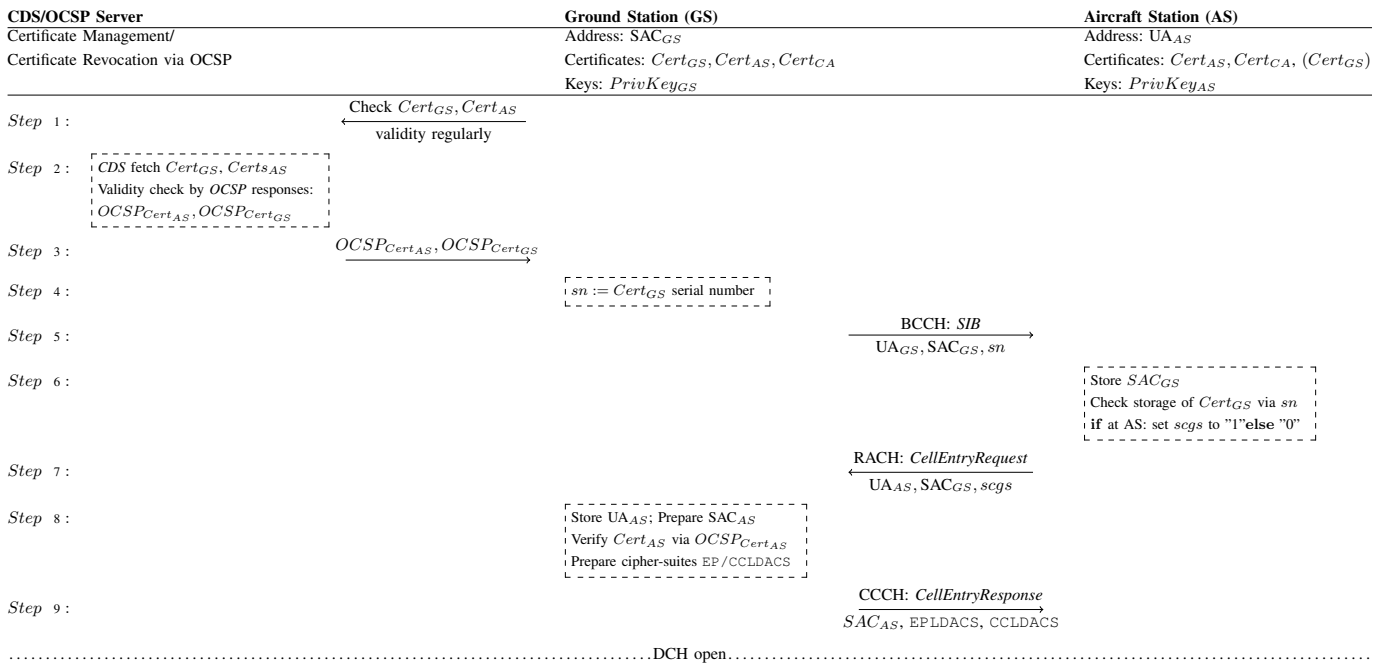 CDS/OCSP Server Ground Station (GS) Aircraft Station (AS)
Certificate Management/ Address: SAC_GS Address: UA_AS
Certificate Revocation via OCSP Certificates: Cert_GS, Cert_AS, Cert_CA Certificates: Cert_AS, Cert_CA, (Cert_GS)
Keys: PrivKey_GS Keys: PrivKey_AS
Step 1 : Check Cert_GS, Cert_AS
validity regularly
Step 2 : CDS fetch Cert_GS, Certs_AS
Validity check by OCSP responses:
OCSP_Cert_AS, OCSP_Cert_GS
Step 3 : OCSP_Cert_AS, OCSP_Cert_GS
Step 4 : sn := Cert_GS serial number
Step 5 : BCCH: SIB
UA_GS, SAC_GS, sn
Step 6 : Store SAC_GS
Check storage of Cert_GS via sn
if at AS: set scgs to "1"else "0"
Step 7 : RACH: CellEntryRequest
UA_AS, SAC_GS, scgs
Step 8 : Store UA_AS; Prepare SAC_AS
Verify Cert_AS via OCSP_Cert_AS
Prepare cipher-suites EP/CCLDACS
Step 9 : CCCH: CellEntryResponse
SAC_AS, EPLDACS, CCLDACS
DCH open